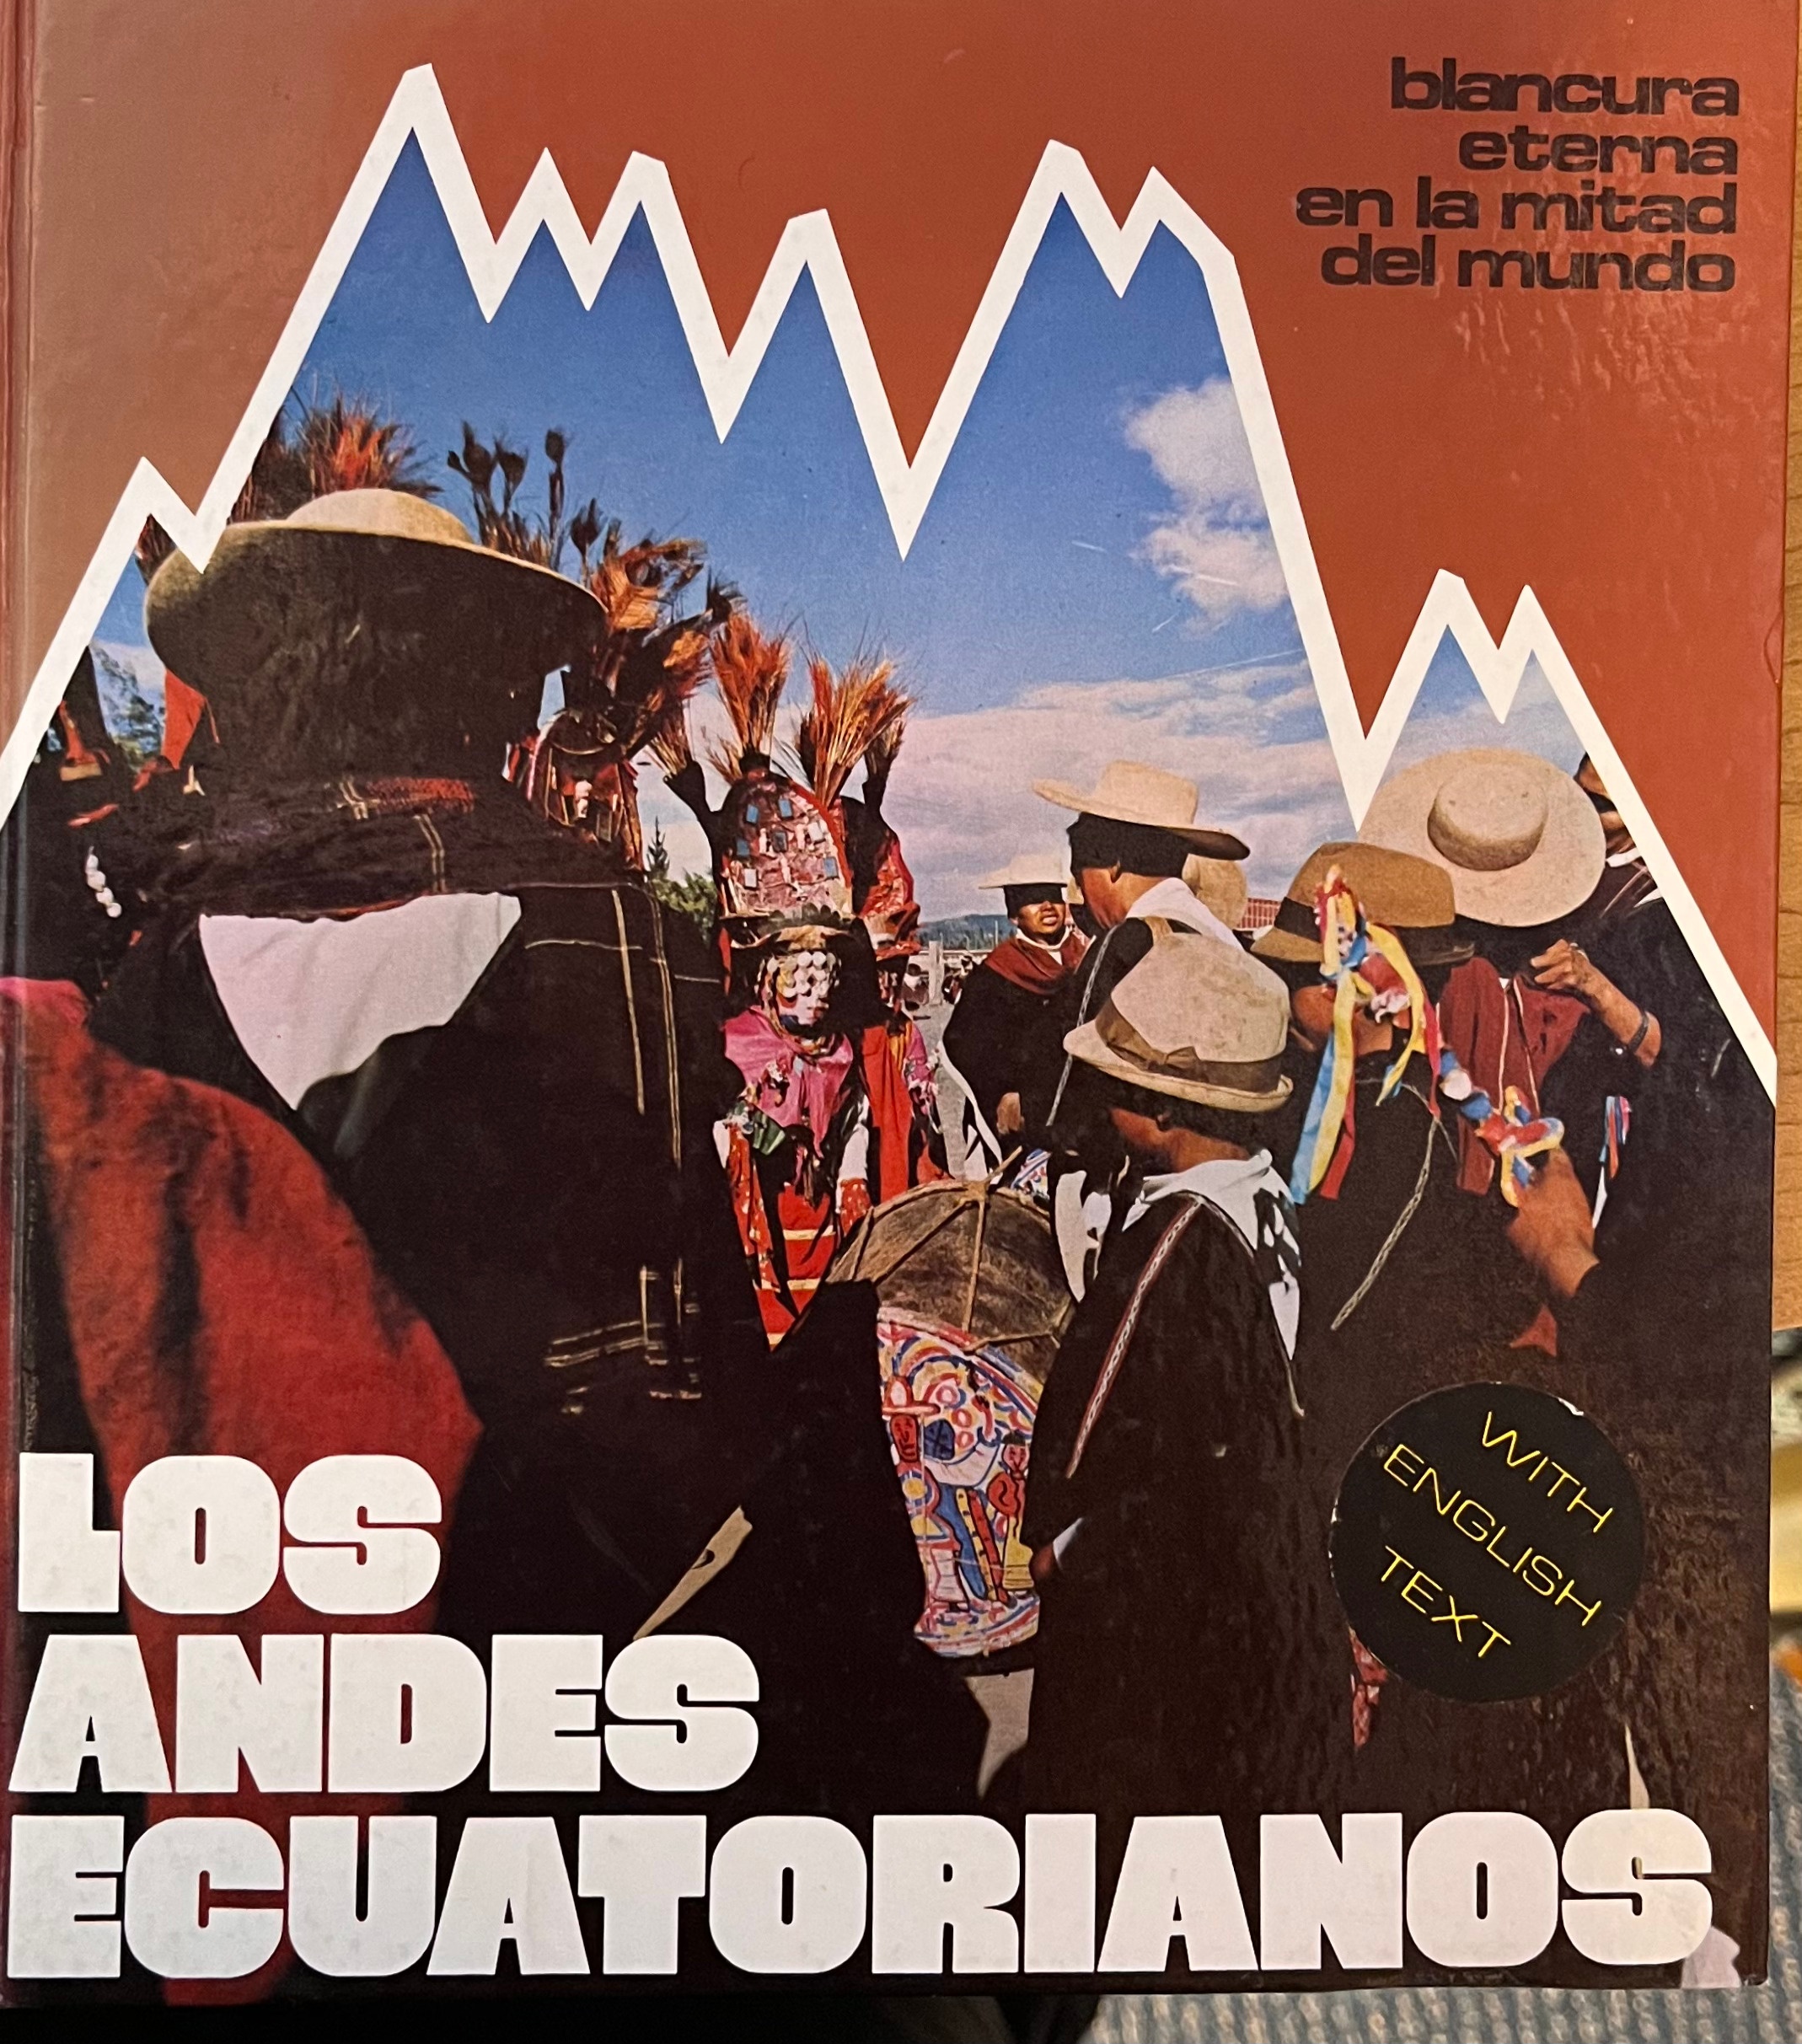 blancura
eterna
en la mitad
del mundo
WITH
ENGLISH
TEXT
LOS
ANDES
ECUATORIANOS